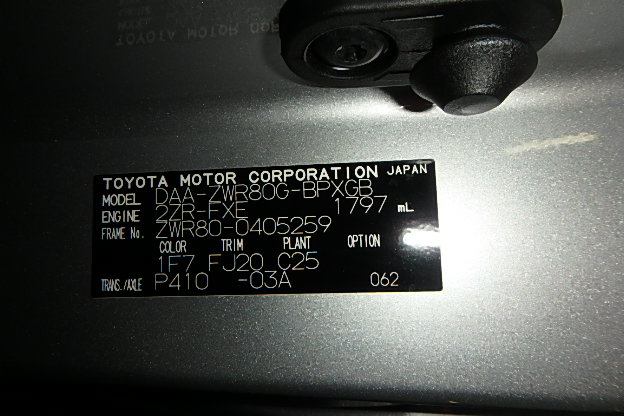 TOYOTA MOTOR CORPORATION JAPAN
MODEL DAA-ZWR80G-BPXGB
ENGINE 2ZR-FXE 1797 mL
FRAME No. ZWR80-0405259
COLOR TRIM PLANT OPTION
1F7 FJ20 C25
TRANS./AXLE P410 -03A 062